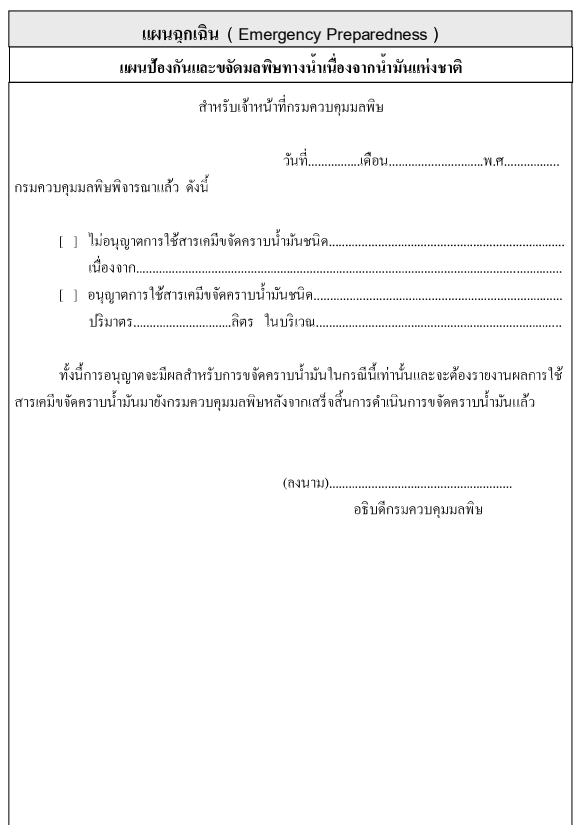 แผนฉุกเฉิน ( Emergency Preparedness )
แผนป้องกันและขจัดมลพิษทางน้ำเนื่องจากน้ำมันแห่งชาติ
สำหรับเจ้าหน้าที่กรมควบคุมมลพิษ
วันที่................เดือน.............................พ.ศ.................
กรมควบคุมมลพิษพิจารณาแล้ว ดังนี้
[ ] ไม่อนุญาตการใช้สารเคมีขจัดคราบน้ำมันชนิด........................................................................
เนื่องจาก...................................................................................................................................
[ ] อนุญาตการใช้สารเคมีขจัดคราบน้ำมันชนิด............................................................................
ปริมาตร..............................ลิตร ในบริเวณ...........................................................................
ทั้งนี้การอนุญาตจะมีผลสำหรับการขจัดคราบน้ำมันในกรณีนี้เท่านั้นและจะต้องรายงานผลการใช้
สารเคมีขจัดคราบน้ำมันมายังกรมควบคุมมลพิษหลังจากเสร็จสิ้นการดำเนินการขจัดคราบน้ำมันแล้ว
(ลงนาม)........................................................
อธิบดีกรมควบคุมมลพิษ